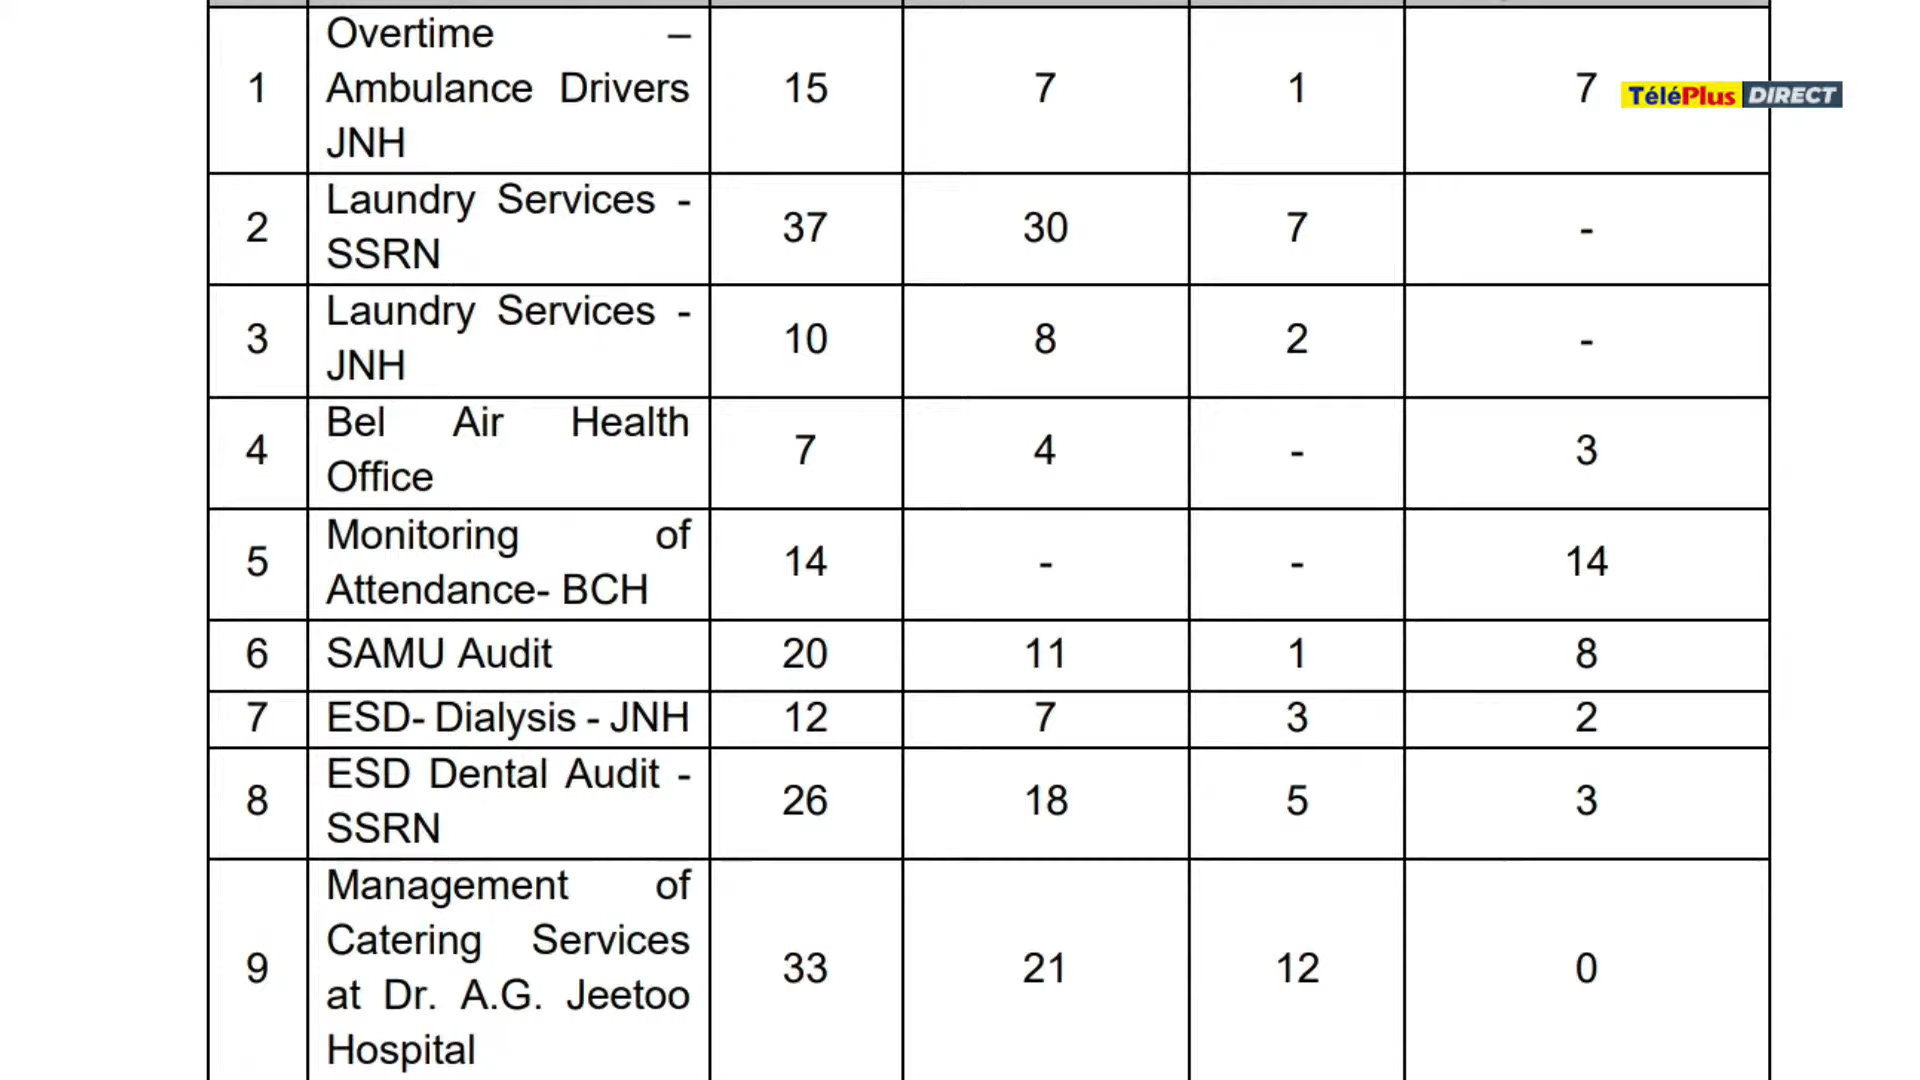 1 Overtime – Ambulance Drivers JNH 15 7 1 7
TéléPlus DIRECT
2 Laundry Services - SSRN 37 30 7 -
3 Laundry Services - JNH 10 8 2 -
4 Bel Air Health Office 7 4 - 3
5 Monitoring of Attendance- BCH 14 - - 14
6 SAMU Audit 20 11 1 8
7 ESD- Dialysis - JNH 12 7 3 2
8 ESD Dental Audit - SSRN 26 18 5 3
9 Management of Catering Services at Dr. A.G. Jeetoo Hospital 33 21 12 0